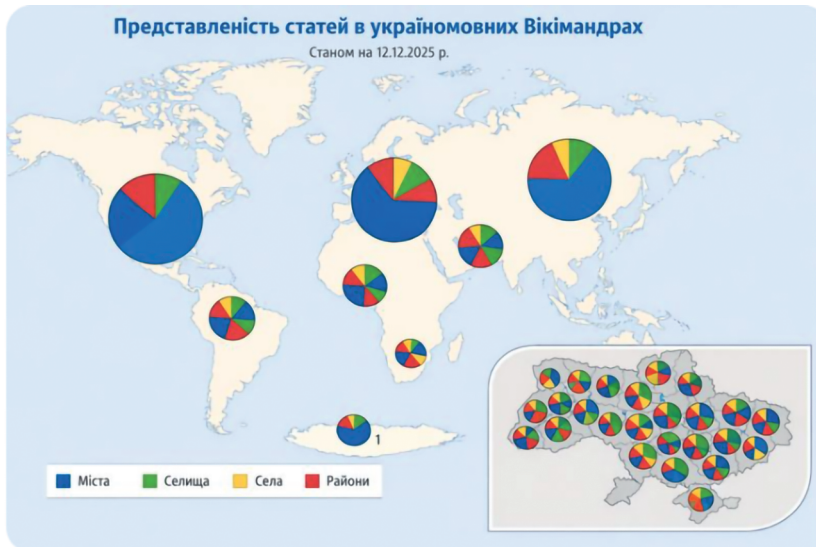 Представленість статей в україномовних Вікімандрах
Станом на 12.12.2025 р.
1
Міста
Селища
Села
Райони